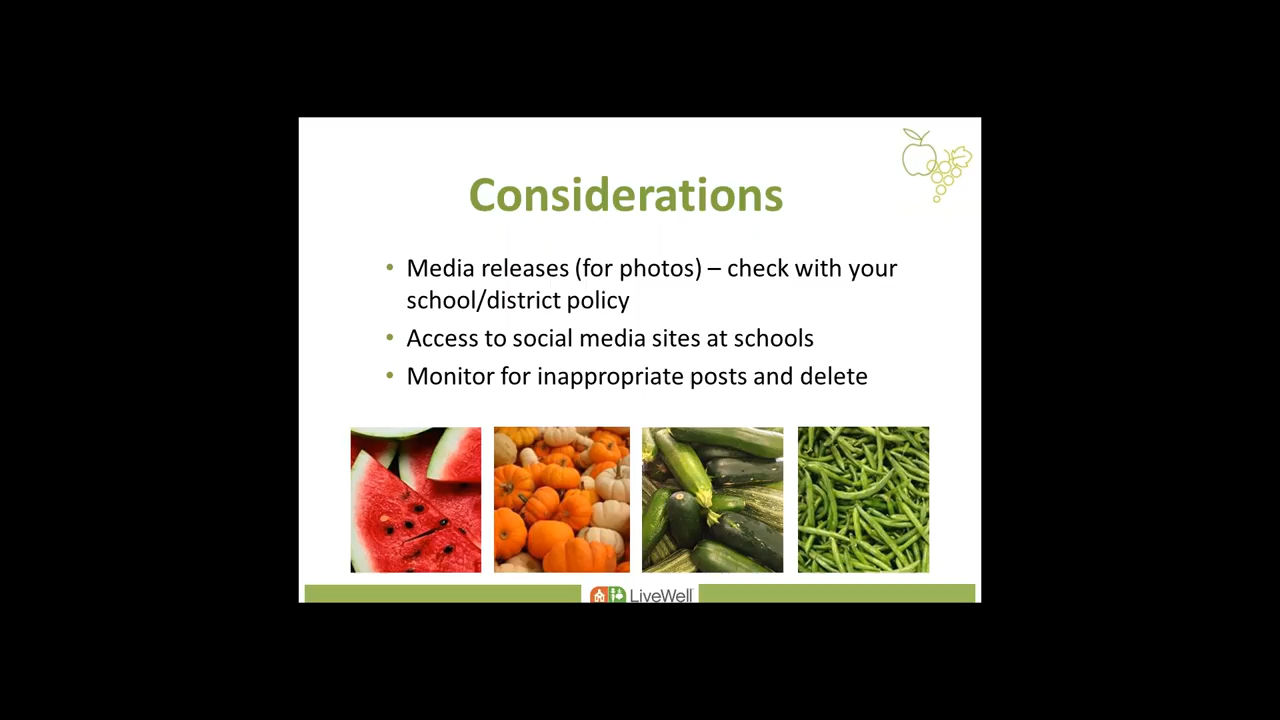 Considerations
• Media releases (for photos) – check with your
school/district policy
• Access to social media sites at schools
• Monitor for inappropriate posts and delete
LiveWell